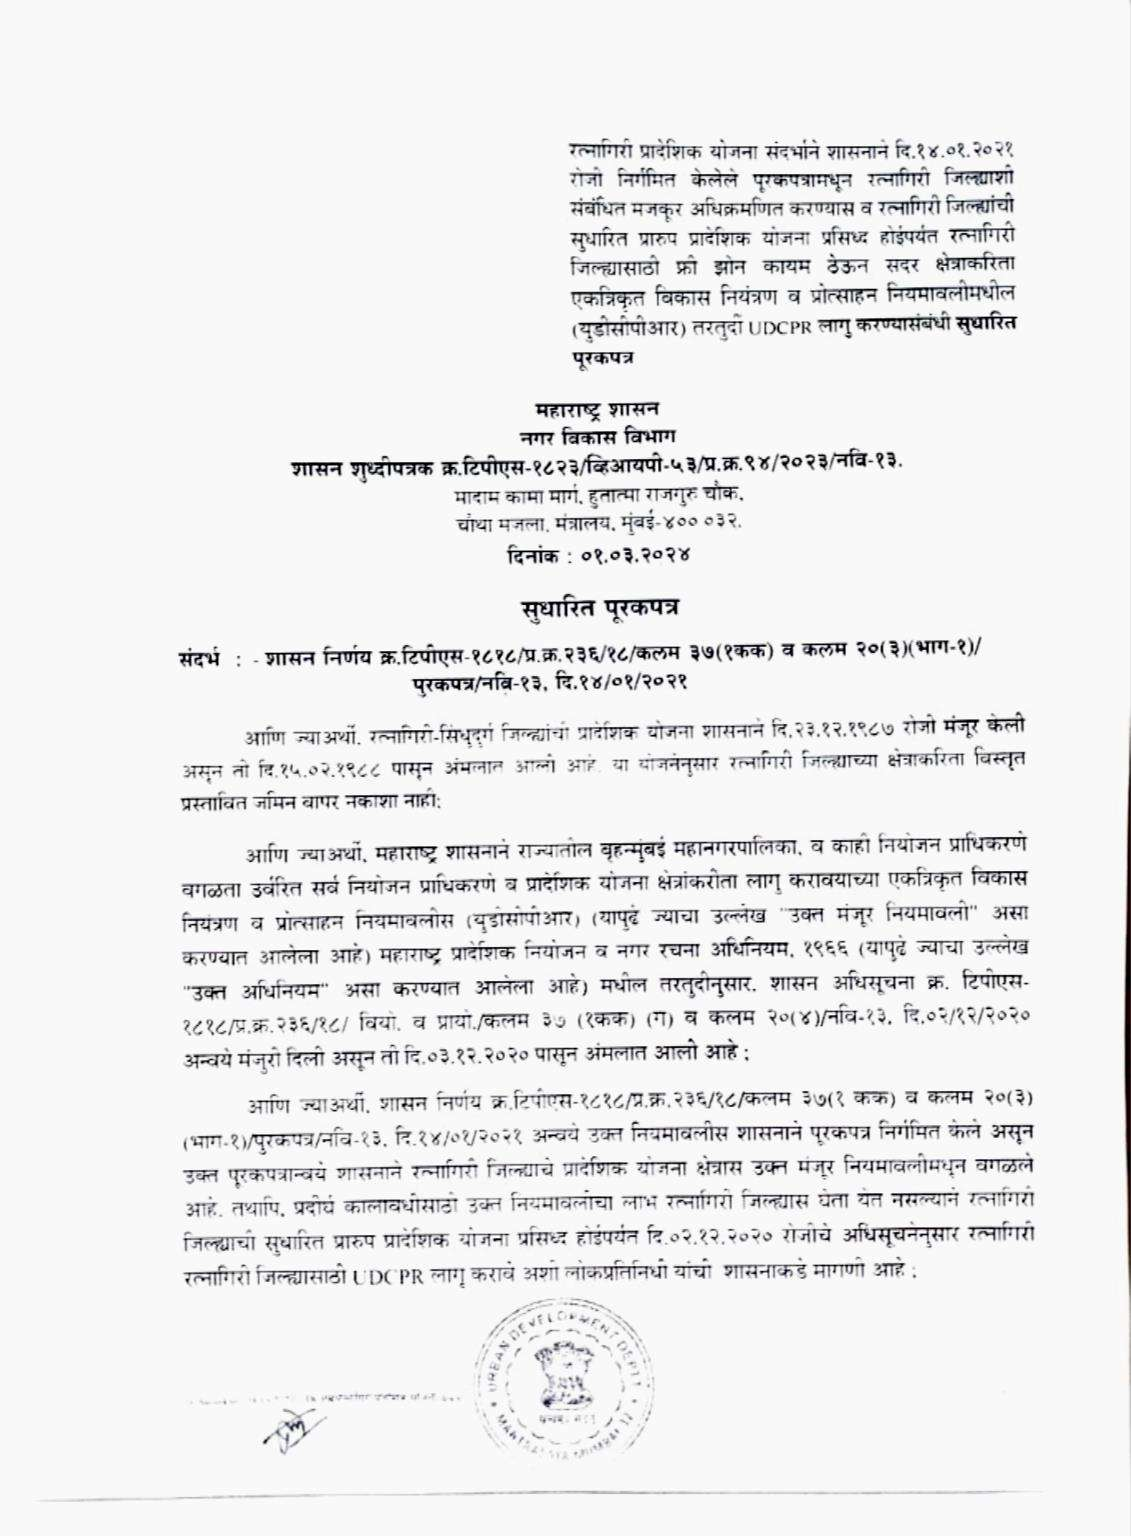 रत्नागिरी प्रादेशिक योजना संदर्भाने शासनाने दि.१४.०१.२०२१
रोजी निर्गमित केलेले पूरकपत्रामधून रत्नागिरी जिल्ह्याशी
संबंधित मजकूर अधिक्रमणित करण्यास व रत्नागिरी जिल्ह्यांची
सुधारित प्रारुप प्रादेशिक योजना प्रसिध्द होईपर्यत रत्नागिरी
जिल्ह्यासाठी फ्री झोन कायम ठेऊन सदर क्षेत्राकरिता
एकत्रिकृत विकास नियंत्रण व प्रोत्साहन नियमावलीमधील
(युडीसीपीआर) तरतुदीं UDCPR लागु करण्यासंबंधी सुधारित
पूरकपत्र
महाराष्ट्र शासन
नगर विकास विभाग
शासन शुध्दीपत्रक क्र.टिपीएस-१८२३/व्हिआयपी-५३/प्र.क्र.९४/२०२३/नवि-१३.
मादाम कामा मार्ग, हुतात्मा राजगुरु चौक,
चौथा मजला, मंत्रालय, मुंबई-४०० ०३२.
दिनांक : ०१.०३.२०२४
सुधारित पूरकपत्र
संदर्भ : - शासन निर्णय क्र.टिपीएस-१८१८/प्र.क्र.२३६/१८/कलम ३७(१कक) व कलम २०(३)(भाग-१)/
पुरकपत्र/नवि-१३, दि.१४/०१/२०२१
आणि ज्याअर्थी, रत्नागिरी-सिंधुदुर्ग जिल्ह्यांची प्रादेशिक योजना शासनाने दि.२३.१२.१९८७ रोजी मंजूर केली
असून ती दि.१५.०२.१९८८ पासून अंमलात आली आहे. या योजनेनुसार रत्नागिरी जिल्ह्याच्या क्षेत्राकरिता विस्तृत
प्रस्तावित जमिन वापर नकाशा नाही;
आणि ज्याअर्थी, महाराष्ट्र शासनाने राज्यातील बृहन्मुंबई महानगरपालिका, व काही नियोजन प्राधिकरणे
वगळता उर्वरित सर्व नियोजन प्राधिकरणे व प्रादेशिक योजना क्षेत्रांकरीता लागु करावयाच्या एकत्रिकृत विकास
नियंत्रण व प्रोत्साहन नियमावलीस (युडीसीपीआर) (यापुढे ज्याचा उल्लेख "उक्त मंजूर नियमावली" असा
करण्यात आलेला आहे) महाराष्ट्र प्रादेशिक नियोजन व नगर रचना अधिनियम, १९६६ (यापुढे ज्याचा उल्लेख
"उक्त अधिनियम" असा करण्यात आलेला आहे) मधील तरतुदीनुसार, शासन अधिसूचना क्र. टिपीएस-
१८१८/प्र.क्र.२३६/१८/ वियो. व प्रायो./कलम ३७ (१कक) (ग) व कलम २०(४)/नवि-१३, दि.०२/१२/२०२०
अन्वये मंजुरी दिली असून ती दि.०३.१२.२०२० पासून अंमलात आली आहे ;
आणि ज्याअर्थी, शासन निर्णय क्र.टिपीएस-१८१८/प्र.क्र.२३६/१८/कलम ३७(१ कक) व कलम २०(३)
(भाग-१)/पुरकपत्र/नवि-१३, दि.१४/०१/२०२१ अन्वये उक्त नियमावलीस शासनाने पूरकपत्र निर्गमित केले असून
उक्त पूरकपत्रान्वये शासनाने रत्नागिरी जिल्ह्याचे प्रादेशिक योजना क्षेत्रास उक्त मंजुर नियमावलीमधून वगळले
आहे. तथापि, प्रदीर्घ कालावधीसाठी उक्त नियमावलीचा लाभ रत्नागिरी जिल्ह्यास घेता येत नसल्याने रत्नागिरी
जिल्ह्याची सुधारित प्रारुप प्रादेशिक योजना प्रसिध्द होईपर्यत दि.०२.१२.२०२० रोजीचे अधिसूचनेनुसार रत्नागिरी
रत्नागिरी जिल्ह्यासाठी UDCPR लागू करावे अशी लोकप्रतिनिधी यांची शासनाकडे मागणी आहे ;
URBAN DEVELOPMENT DEPTT.
MANTRALAYA MUMBAI-32